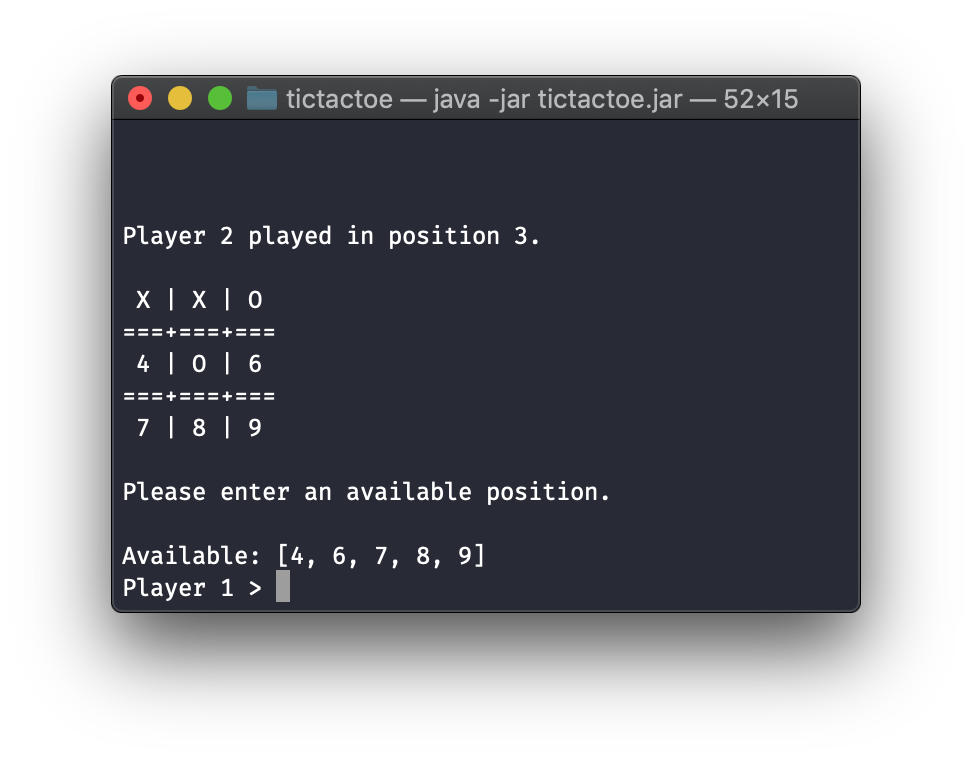 tictactoe — java -jar tictactoe.jar — 52×15
Player 2 played in position 3.
X | X | O
===+===+===
4 | O | 6
===+===+===
7 | 8 | 9
Please enter an available position.
Available: [4, 6, 7, 8, 9]
Player 1 >